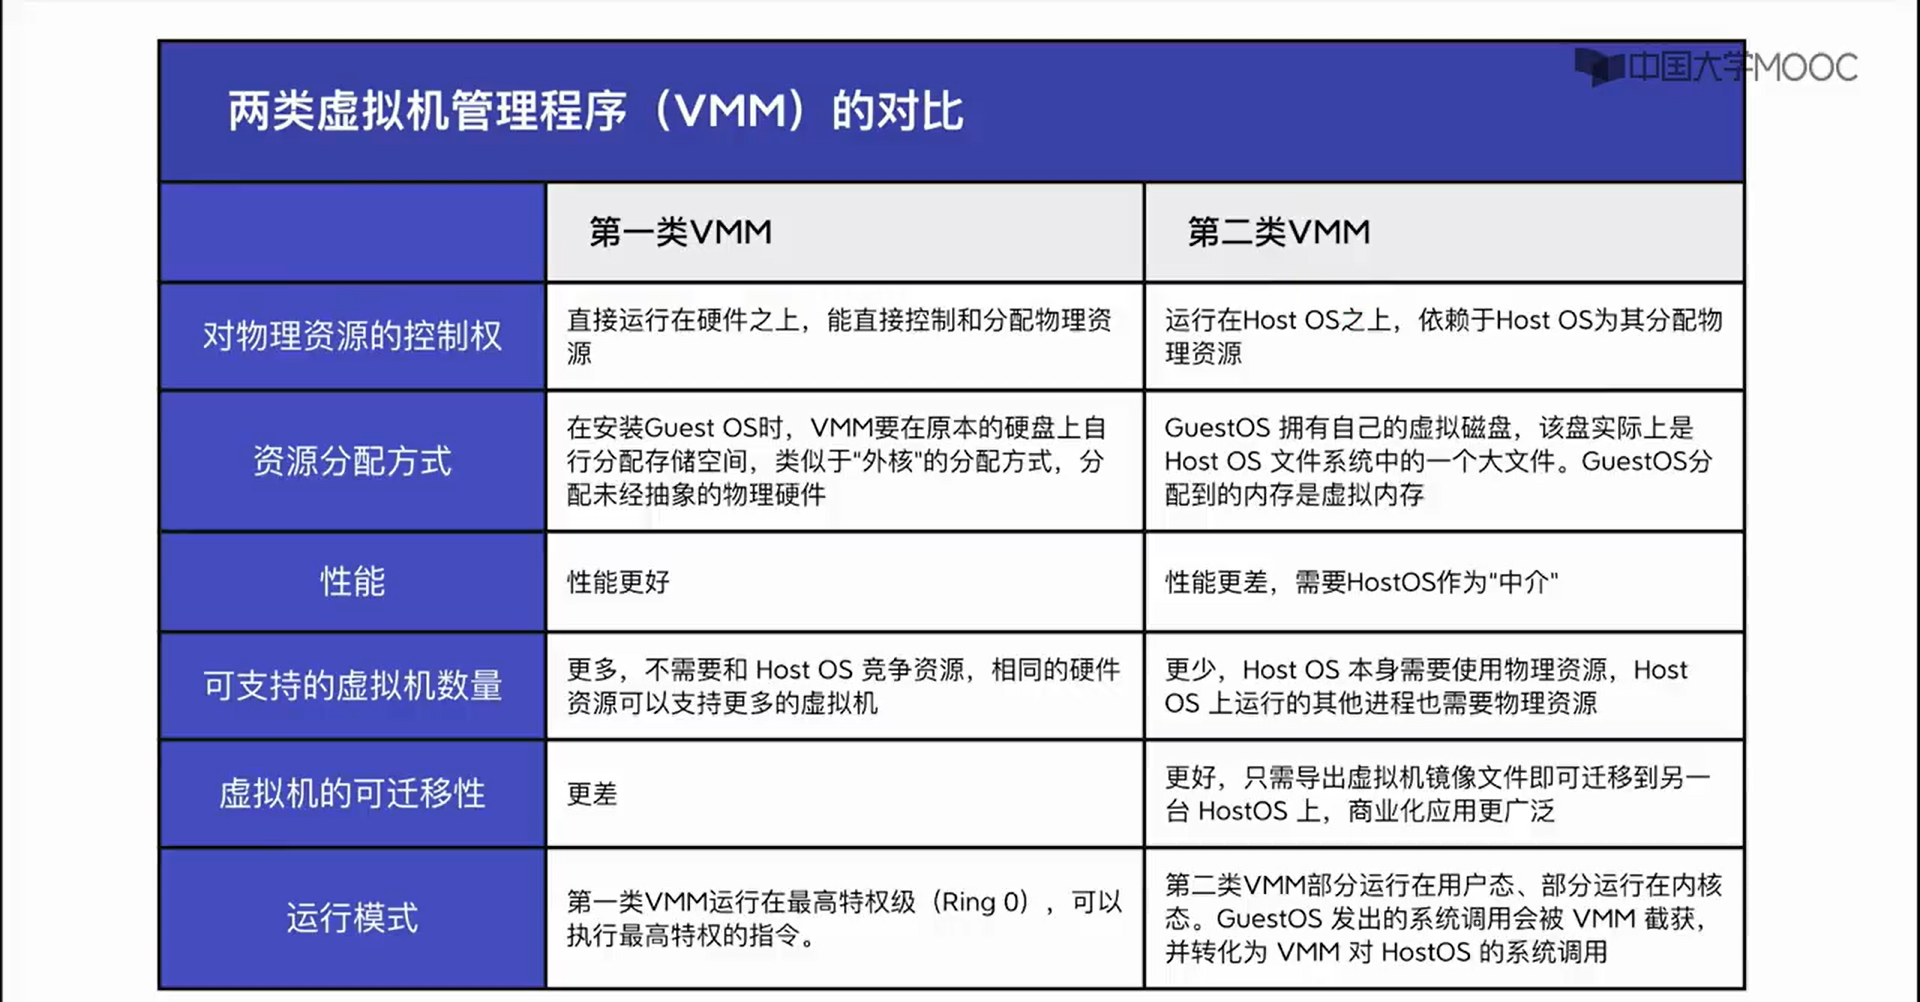 中国大学MOOC
两类虚拟机管理程序（VMM）的对比
第一类VMM
第二类VMM
对物理资源的控制权
直接运行在硬件之上，能直接控制和分配物理资
源
运行在Host OS之上，依赖于Host OS为其分配物
理资源
资源分配方式
在安装Guest OS时，VMM要在原本的硬盘上自
行分配存储空间，类似于“外核”的分配方式，分
配未经抽象的物理硬件
GuestOS 拥有自己的虚拟磁盘，该盘实际上是
Host OS 文件系统中的一个大文件。GuestOS分
配到的内存是虚拟内存
性能
性能更好
性能更差，需要HostOS作为“中介”
可支持的虚拟机数量
更多，不需要和 Host OS 竞争资源，相同的硬件
资源可以支持更多的虚拟机
更少，Host OS 本身需要使用物理资源，Host
OS 上运行的其他进程也需要物理资源
虚拟机的可迁移性
更差
更好，只需导出虚拟机镜像文件即可迁移到另一
台 HostOS 上，商业化应用更广泛
运行模式
第一类VMM运行在最高特权级（Ring 0），可以
执行最高特权的指令。
第二类VMM部分运行在用户态、部分运行在内核
态。GuestOS 发出的系统调用会被 VMM 截获，
并转化为 VMM 对 HostOS 的系统调用